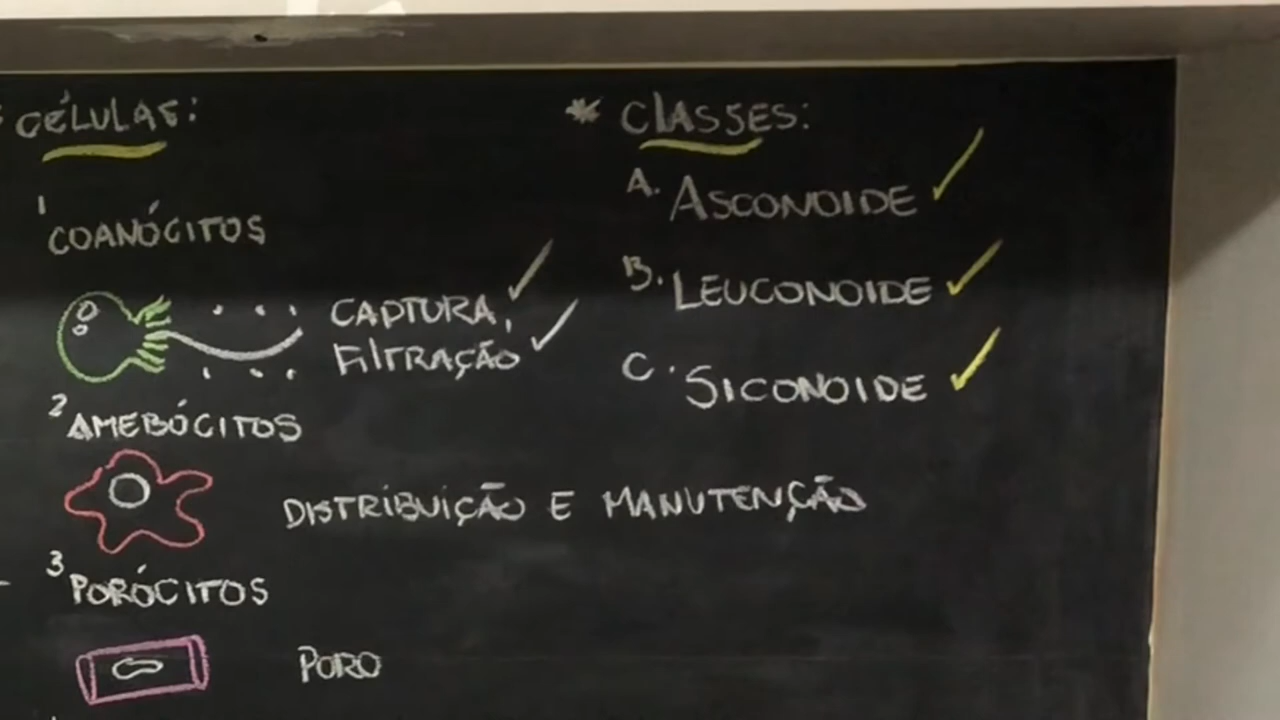 CÉLULAS:
1 COANÓCITOS
CAPTURA,
FILTRAÇÃO
2 AMEBÓCITOS
DISTRIBUIÇÃO E MANUTENÇÃO
3 PORÓCITOS
PORO
* CLASSES:
A. ASCONOIDE
B. LEUCONOIDE
C. SICONOIDE